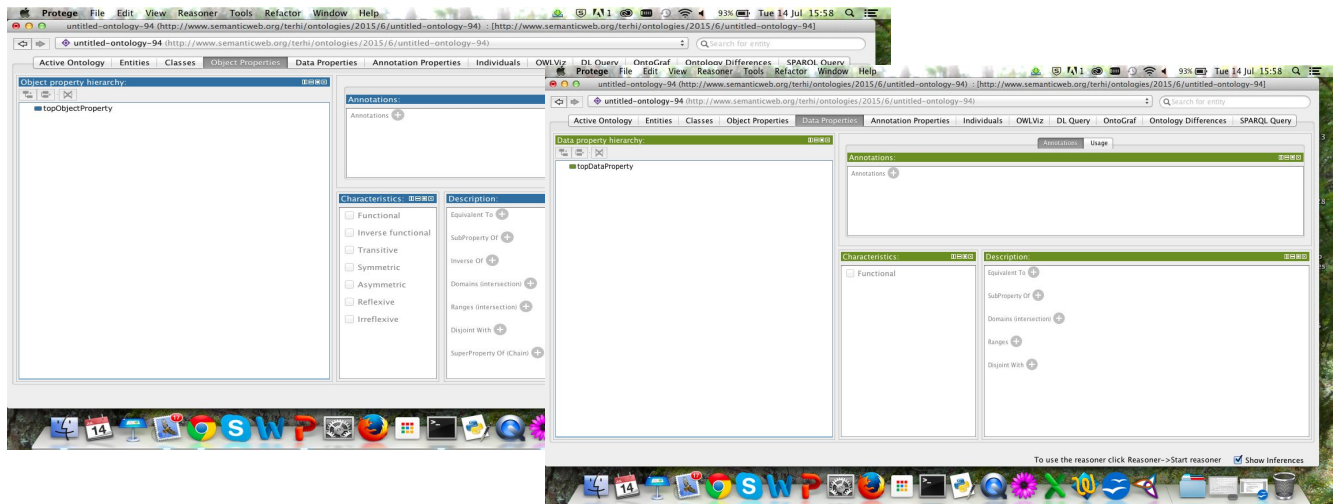 Protege File Edit View Reasoner Tools Refactor Window Help 1 93% Tue 14 Jul 15:58
untitled-ontology-94 (http://www.semanticweb.org/terhi/ontologies/2015/6/untitled-ontology-94) : [http://www.semanticweb.org/terhi/ontologies/2015/6/untitled-ontology-94]
untitled-ontology-94 (http://www.semanticweb.org/terhi/ontologies/2015/6/untitled-ontology-94) Search for entity
Active Ontology Entities Classes Object Properties Data Properties Annotation Properties Individuals OWLViz DL Query OntoGraf Ontology Differences SPARQL Query
Object property hierarchy:
topObjectProperty
Annotations:
Annotations
Characteristics:
Functional
Inverse functional
Transitive
Symmetric
Asymmetric
Reflexive
Irreflexive
Description:
Equivalent To
SubProperty Of
Inverse Of
Domains (intersection)
Ranges (intersection)
Disjoint With
SuperProperty Of (Chain)
14
17
Protege File Edit View Reasoner Tools Refactor Window Help 1 93% Tue 14 Jul 15:58
untitled-ontology-94 (http://www.semanticweb.org/terhi/ontologies/2015/6/untitled-ontology-94) : [http://www.semanticweb.org/terhi/ontologies/2015/6/untitled-ontology-94]
untitled-ontology-94 (http://www.semanticweb.org/terhi/ontologies/2015/6/untitled-ontology-94) Search for entity
Active Ontology Entities Classes Object Properties Data Properties Annotation Properties Individuals OWLViz DL Query OntoGraf Ontology Differences SPARQL Query
Data property hierarchy:
topDataProperty
Annotations Usage
Annotations:
Annotations
Characteristics:
Functional
Description:
Equivalent To
SubProperty Of
Domains (intersection)
Ranges
Disjoint With
To use the reasoner click Reasoner->Start reasoner Show Inferences
14
17